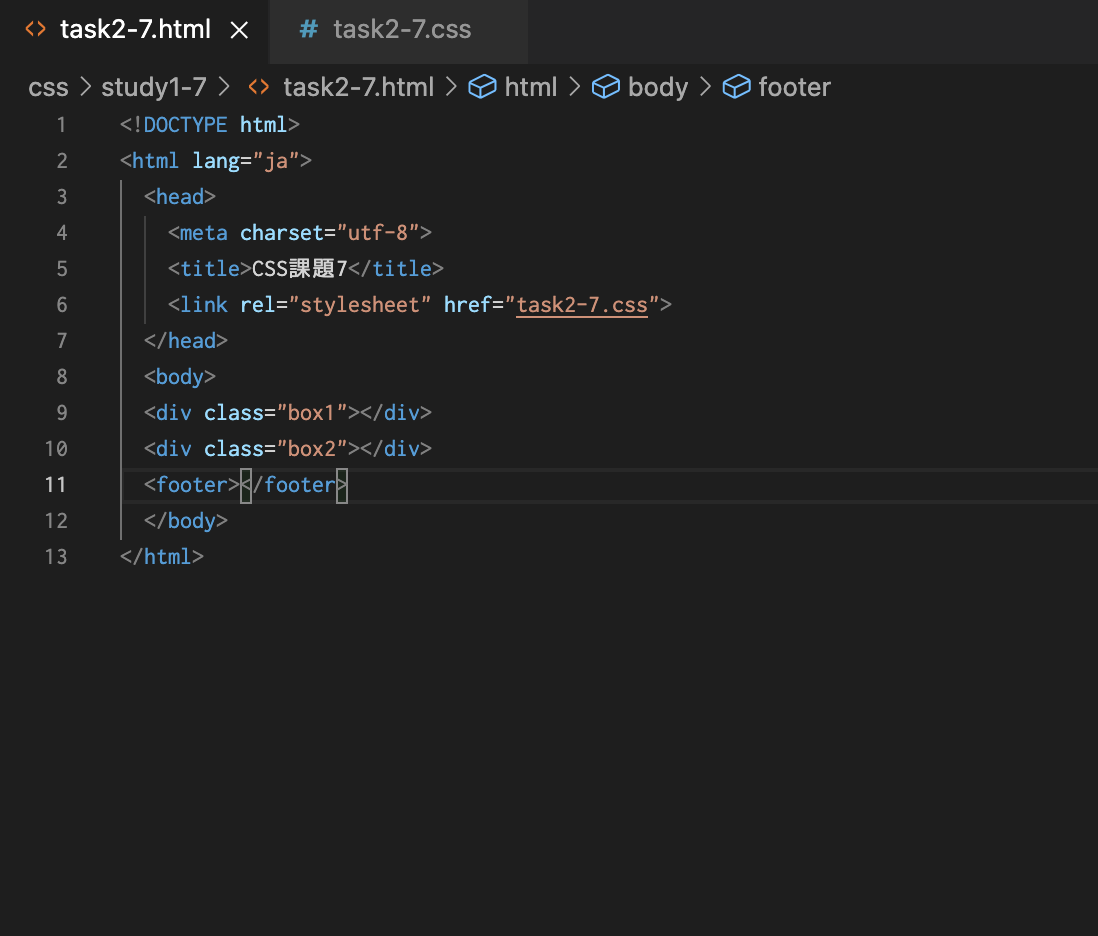 task2-7.html × # task2-7.css
css > study1-7 > <> task2-7.html > html > body > footer
1 <!DOCTYPE html>
2 <html lang="ja">
3 <head>
4 <meta charset="utf-8">
5 <title>CSS課題7</title>
6 <link rel="stylesheet" href="task2-7.css">
7 </head>
8 <body>
9 <div class="box1"></div>
10 <div class="box2"></div>
11 <footer></footer>
12 </body>
13 </html>